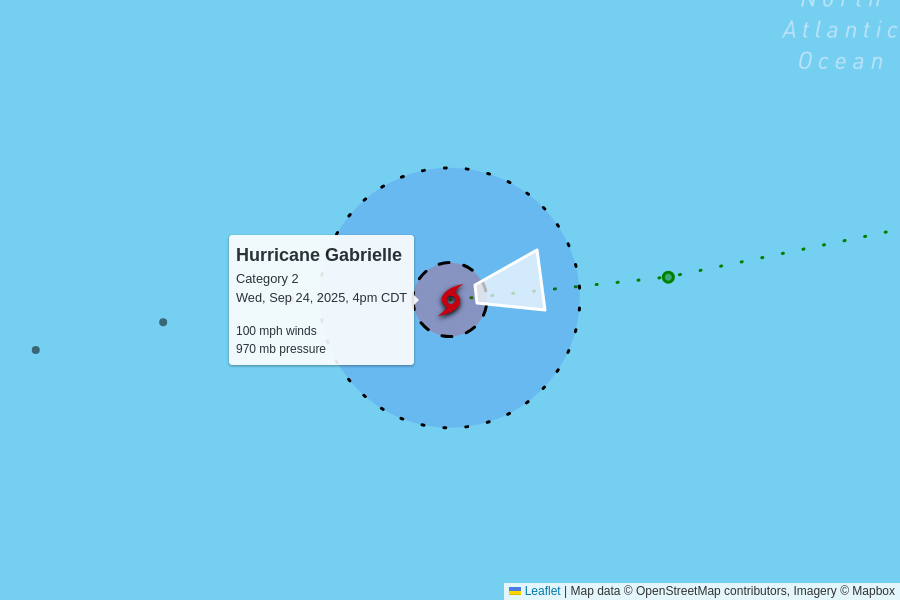 North
Atlantic
Ocean
Hurricane Gabrielle
Category 2
Wed, Sep 24, 2025, 4pm CDT
100 mph winds
970 mb pressure
Leaflet | Map data © OpenStreetMap contributors, Imagery © Mapbox